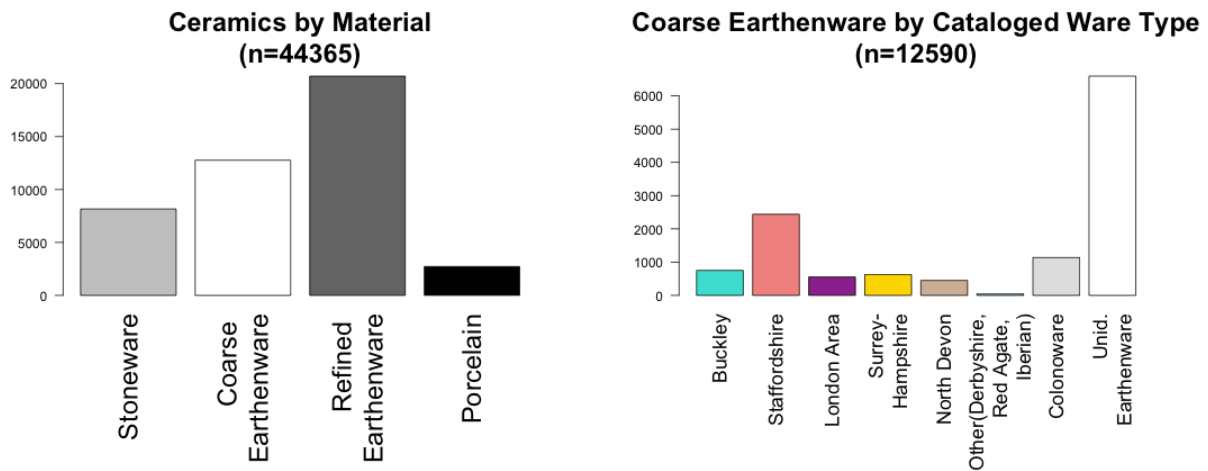 Ceramics by Material
(n=44365)
20000
15000
10000
5000
0
Stoneware
Coarse
Earthenware
Refined
Earthenware
Porcelain
Coarse Earthenware by Cataloged Ware Type
(n=12590)
6000
5000
4000
3000
2000
1000
0
Buckley
Staffordshire
London Area
Surrey-
Hampshire
North Devon
Other(Derbyshire,
Red Agate,
Iberian)
Colonoware
Unid.
Earthenware